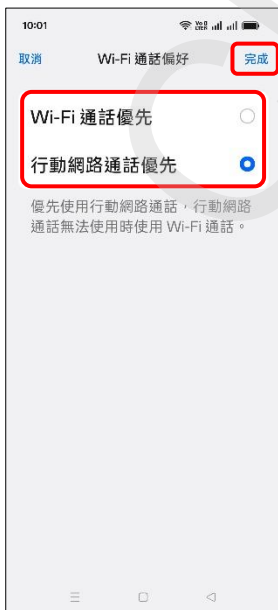 10:01
取消 Wi-Fi 通話偏好 完成
Wi-Fi 通話優先
行動網路通話優先
優先使用行動網路通話，行動網路
通話無法使用時使用 Wi-Fi 通話。